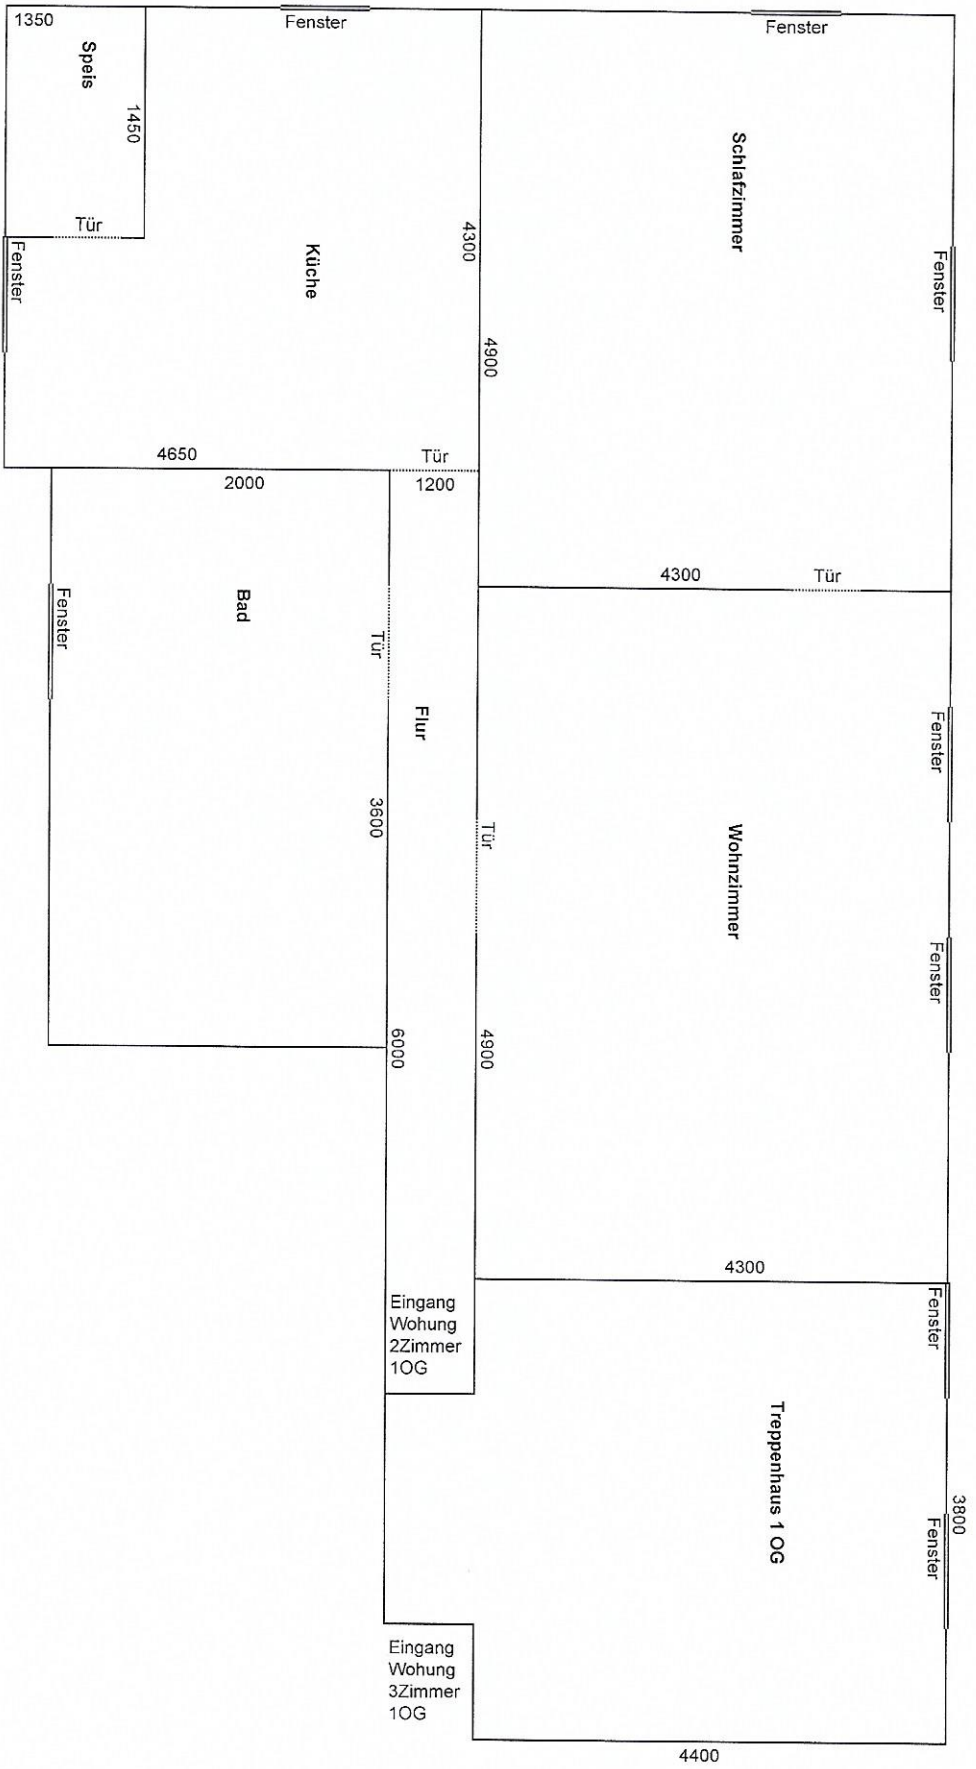 1350
Speis
1450
Tür
Fenster
Fenster
Küche
4300
4900
4650
Tür
2000
1200
Fenster
Schlafzimmer
Fenster
4300
Tür
Bad
Fenster
Tür
3600
Flur
6000
Tür
4900
Wohnzimmer
Fenster
Fenster
4300
Eingang
Wohung
2Zimmer
1OG
Fenster
Treppenhaus 1 OG
3800
Fenster
Eingang
Wohung
3Zimmer
1OG
4400